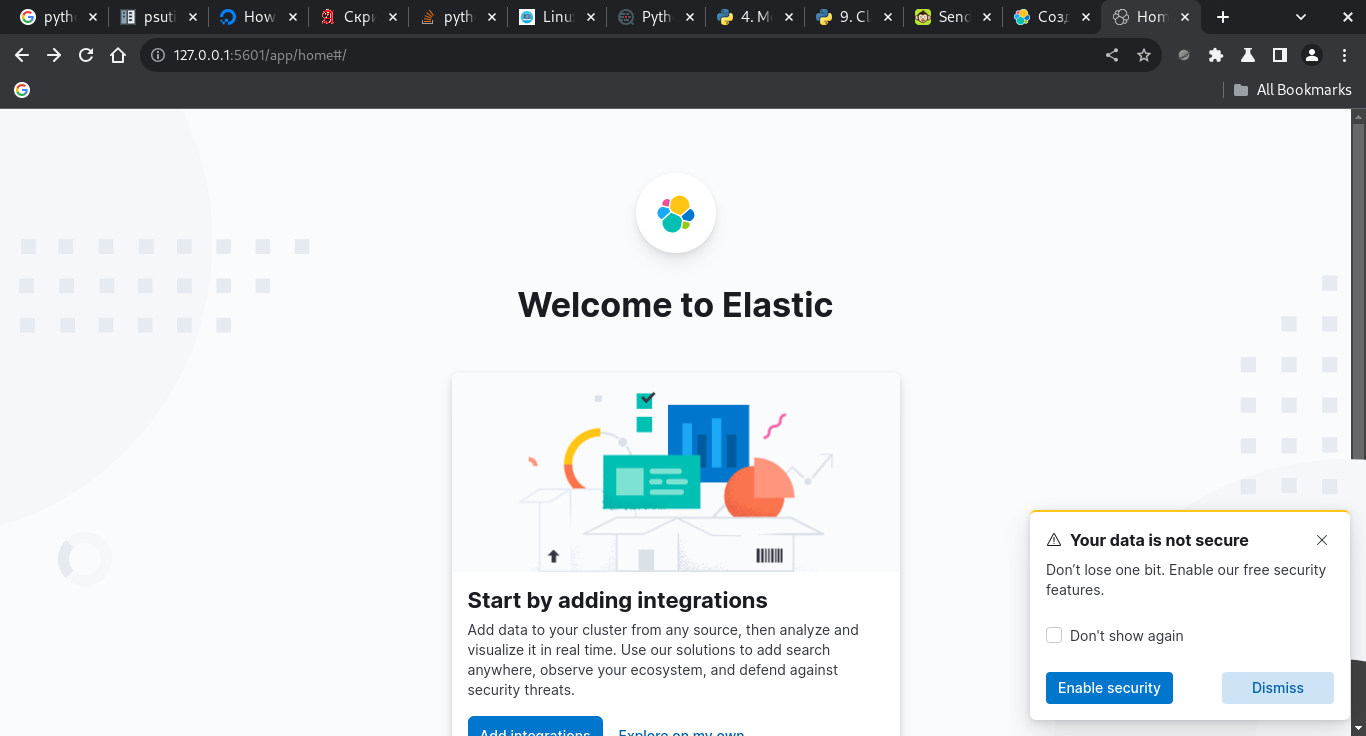 pyth
psuti
How
Скри
pyth
Linux
Pyth
4. M
9. Cl
Send
Созд
Hom
127.0.0.1:5601/app/home#/
All Bookmarks
Welcome to Elastic
Start by adding integrations
Add data to your cluster from any source, then analyze and
visualize it in real time. Use our solutions to add search
anywhere, observe your ecosystem, and defend against
security threats.
Add integrations Explore on my own
Your data is not secure
Don’t lose one bit. Enable our free security
features.
Don't show again
Enable security Dismiss